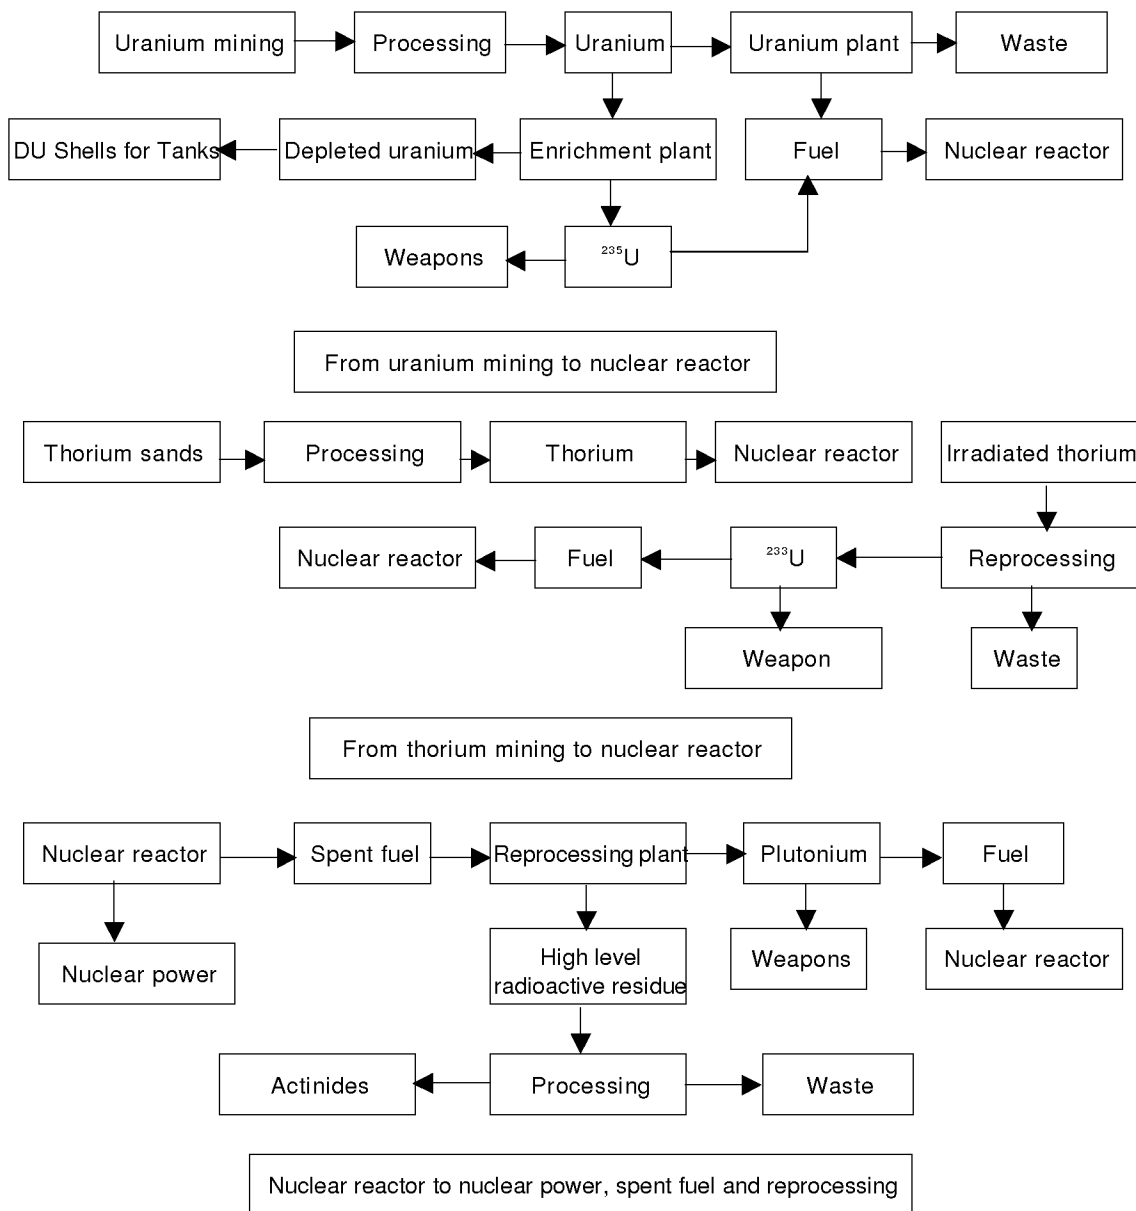 Uranium mining
Processing
Uranium
Uranium plant
Waste
DU Shells for Tanks
Depleted uranium
Enrichment plant
Fuel
Nuclear reactor
Weapons
²³⁵U
From uranium mining to nuclear reactor
Thorium sands
Processing
Thorium
Nuclear reactor
Irradiated thorium
Nuclear reactor
Fuel
²³³U
Reprocessing
Weapon
Waste
From thorium mining to nuclear reactor
Nuclear reactor
Spent fuel
Reprocessing plant
Plutonium
Fuel
Nuclear power
High level
radioactive residue
Weapons
Nuclear reactor
Actinides
Processing
Waste
Nuclear reactor to nuclear power, spent fuel and reprocessing